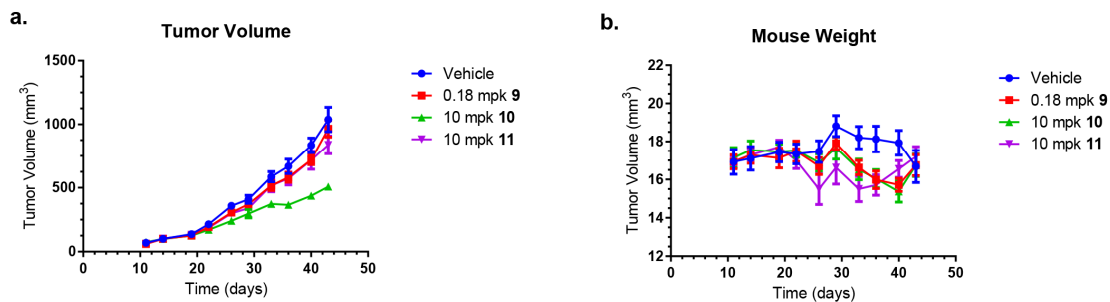 a.
Tumor Volume
Tumor Volume (mm³)
1500
1000
500
0
0 10 20 30 40 50
Time (days)
Vehicle
0.18 mpk 9
10 mpk 10
10 mpk 11
b.
Mouse Weight
Tumor Volume (mm³)
22
20
18
16
14
12
0 10 20 30 40 50
Time (days)
Vehicle
0.18 mpk 9
10 mpk 10
10 mpk 11